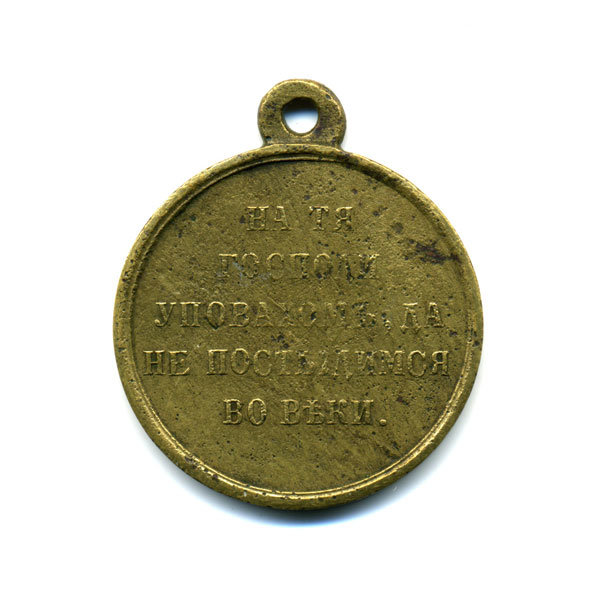 НА ТЯ
ГОСПОДИ
УПОВАХОМЪ, ДА
НЕ ПОСТЫДИМСЯ
ВО ВѢКИ.